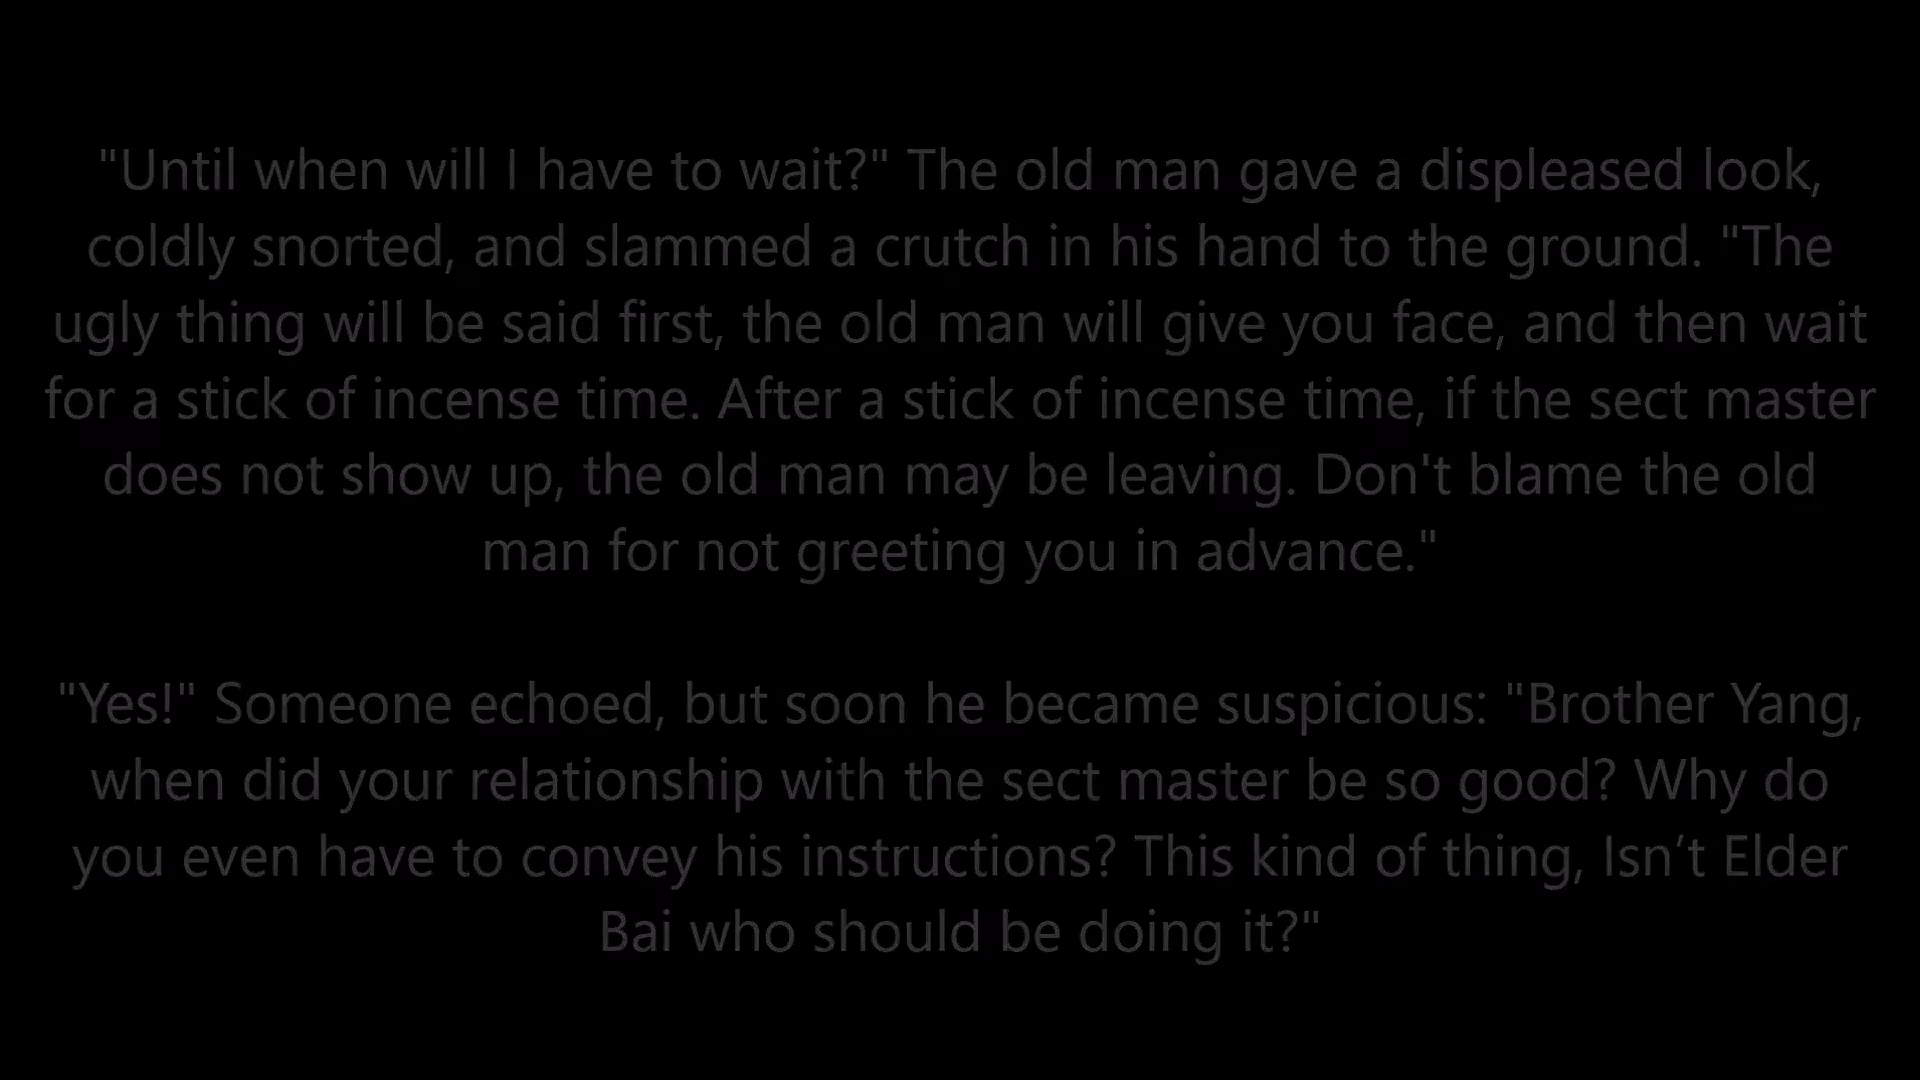 "Until when will I have to wait?" The old man gave a displeased look,
coldly snorted, and slammed a crutch in his hand to the ground. "The
ugly thing will be said first, the old man will give you face, and then wait
for a stick of incense time. After a stick of incense time, if the sect master
does not show up, the old man may be leaving. Don't blame the old
man for not greeting you in advance."
"Yes!" Someone echoed, but soon he became suspicious: "Brother Yang,
when did your relationship with the sect master be so good? Why do
you even have to convey his instructions? This kind of thing, Isn’t Elder
Bai who should be doing it?"